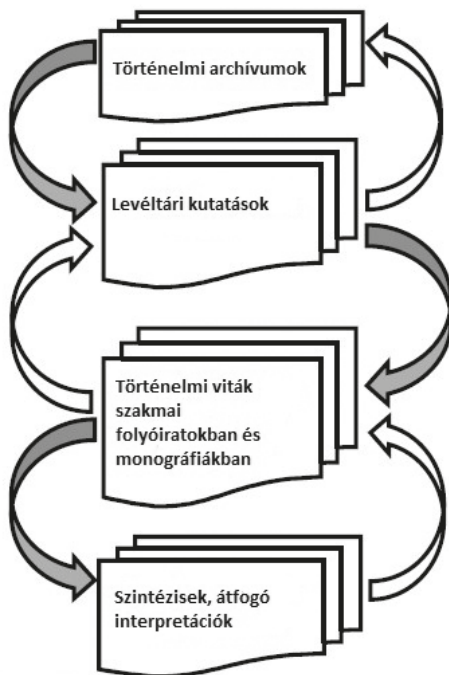 Történelmi archívumok
Levéltári kutatások
Történelmi viták
szakmai
folyóiratokban és
monográfiákban
Szintézisek, átfogó
interpretációk